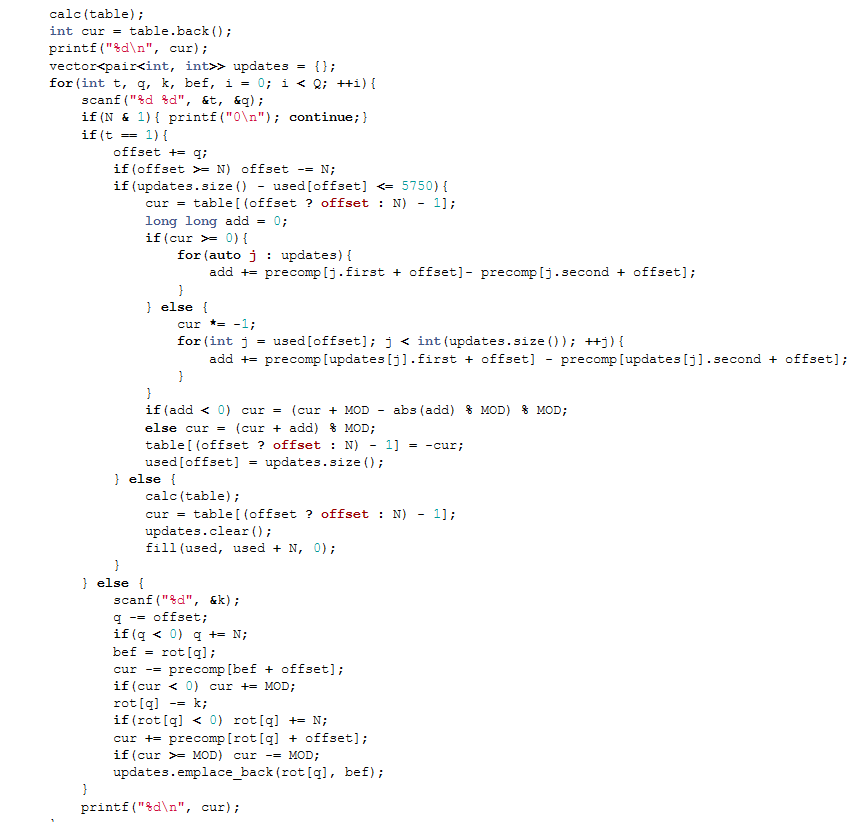 calc(table);
int cur = table.back();
printf("%d\n", cur);
vector<pair<int, int>> updates = {};
for(int t, q, k, bef, i = 0; i < Q; ++i){
    scanf("%d %d", &t, &q);
    if(N & 1){ printf("0\n"); continue;}
    if(t == 1){
        offset += q;
        if(offset >= N) offset -= N;
        if(updates.size() - used[offset] <= 5750){
            cur = table[(offset ? offset : N) - 1];
            long long add = 0;
            if(cur >= 0){
                for(auto j : updates){
                    add += precomp[j.first + offset]- precomp[j.second + offset];
                }
            } else {
                cur *= -1;
                for(int j = used[offset]; j < int(updates.size()); ++j){
                    add += precomp[updates[j].first + offset] - precomp[updates[j].second + offset];
                }
            }
            if(add < 0) cur = (cur + MOD - abs(add) % MOD) % MOD;
            else cur = (cur + add) % MOD;
            table[(offset ? offset : N) - 1] = -cur;
            used[offset] = updates.size();
        } else {
            calc(table);
            cur = table[(offset ? offset : N) - 1];
            updates.clear();
            fill(used, used + N, 0);
        }
    } else {
        scanf("%d", &k);
        q -= offset;
        if(q < 0) q += N;
        bef = rot[q];
        cur -= precomp[bef + offset];
        if(cur < 0) cur += MOD;
        rot[q] -= k;
        if(rot[q] < 0) rot[q] += N;
        cur += precomp[rot[q] + offset];
        if(cur >= MOD) cur -= MOD;
        updates.emplace_back(rot[q], bef);
    }
    printf("%d\n", cur);